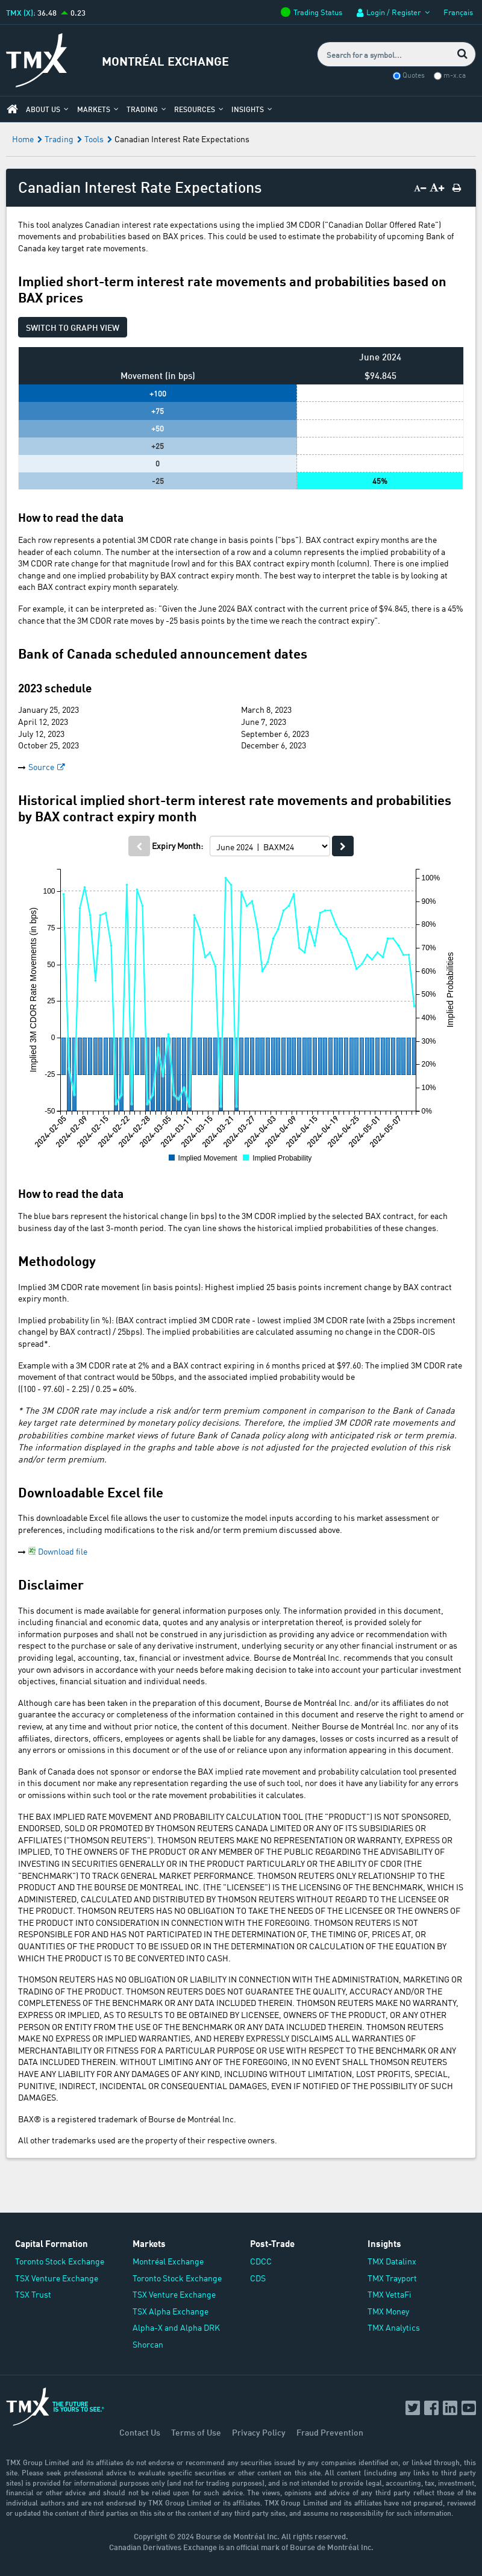 TMX (X): 36.48 0.23
Trading Status Login / Register Français
TMX
MONTRÉAL EXCHANGE
Search for a symbol...
Quotes m-x.ca
ABOUT US MARKETS TRADING RESOURCES INSIGHTS
Home Trading Tools Canadian Interest Rate Expectations
Canadian Interest Rate Expectations
A− A+
This tool analyzes Canadian interest rate expectations using the implied 3M CDOR ("Canadian Dollar Offered Rate")
movements and probabilities based on BAX prices. This could be used to estimate the probability of upcoming Bank of
Canada key target rate movements.
Implied short-term interest rate movements and probabilities based on
BAX prices
SWITCH TO GRAPH VIEW
June 2024
Movement (in bps) $94.845
+100
+75
+50
+25
0
-25 45%
How to read the data
Each row represents a potential 3M CDOR rate change in basis points ("bps"). BAX contract expiry months are the
header of each column. The number at the intersection of a row and a column represents the implied probability of a
3M CDOR rate change for that magnitude (row) and for this BAX contract expiry month (column). There is one implied
change and one implied probability by BAX contract expiry month. The best way to interpret the table is by looking at
each BAX contract expiry month separately.
For example, it can be interpreted as: "Given the June 2024 BAX contract with the current price of $94.845, there is a 45%
chance that the 3M CDOR rate moves by -25 basis points by the time we reach the contract expiry".
Bank of Canada scheduled announcement dates
2023 schedule
January 25, 2023 March 8, 2023
April 12, 2023 June 7, 2023
July 12, 2023 September 6, 2023
October 25, 2023 December 6, 2023
Source
Historical implied short-term interest rate movements and probabilities
by BAX contract expiry month
Expiry Month: June 2024 | BAXM24
Implied 3M CDOR Rate Movements (in bps)
100
75
50
25
0
-25
-50
100%
90%
80%
70%
60%
50%
40%
30%
20%
10%
0%
Implied Probabilities
2024-02-05 2024-02-09 2024-02-15 2024-02-22 2024-02-28 2024-03-05 2024-03-11 2024-03-15 2024-03-21 2024-03-27 2024-04-03 2024-04-09 2024-04-15 2024-04-19 2024-04-25 2024-05-01 2024-05-07
Implied Movement Implied Probability
How to read the data
The blue bars represent the historical change (in bps) to the 3M CDOR implied by the selected BAX contract, for each
business day of the last 3-month period. The cyan line shows the historical implied probabilities of these changes.
Methodology
Implied 3M CDOR rate movement (in basis points): Highest implied 25 basis points increment change by BAX contract
expiry month.
Implied probability (in %): (BAX contract implied 3M CDOR rate - lowest implied 3M CDOR rate (with a 25bps increment
change) by BAX contract) / 25bps). The implied probabilities are calculated assuming no change in the CDOR-OIS
spread*.
Example with a 3M CDOR rate at 2% and a BAX contract expiring in 6 months priced at $97.60: The implied 3M CDOR rate
movement of that contract would be 50bps, and the associated implied probability would be
((100 - 97.60) - 2.25) / 0.25 = 60%.
* The 3M CDOR rate may include a risk and/or term premium component in comparison to the Bank of Canada
key target rate determined by monetary policy decisions. Therefore, the implied 3M CDOR rate movements and
probabilities combine market views of future Bank of Canada policy along with anticipated risk or term premia.
The information displayed in the graphs and table above is not adjusted for the projected evolution of this risk
and/or term premium.
Downloadable Excel file
This downloadable Excel file allows the user to customize the model inputs according to his market assessment or
preferences, including modifications to the risk and/or term premium discussed above.
Download file
Disclaimer
This document is made available for general information purposes only. The information provided in this document,
including financial and economic data, quotes and any analysis or interpretation thereof, is provided solely for
information purposes and shall not be construed in any jurisdiction as providing any advice or recommendation with
respect to the purchase or sale of any derivative instrument, underlying security or any other financial instrument or as
providing legal, accounting, tax, financial or investment advice. Bourse de Montréal Inc. recommends that you consult
your own advisors in accordance with your needs before making decision to take into account your particular investment
objectives, financial situation and individual needs.
Although care has been taken in the preparation of this document, Bourse de Montréal Inc. and/or its affiliates do not
guarantee the accuracy or completeness of the information contained in this document and reserve the right to amend or
review, at any time and without prior notice, the content of this document. Neither Bourse de Montréal Inc. nor any of its
affiliates, directors, officers, employees or agents shall be liable for any damages, losses or costs incurred as a result of
any errors or omissions in this document or of the use of or reliance upon any information appearing in this document.
Bank of Canada does not sponsor or endorse the BAX implied rate movement and probability calculation tool presented
in this document nor may or makes any representation regarding the use of such tool, nor does it have any liability for any errors
or omissions within such tool or the rate movement probabilities it calculates.
THE BAX IMPLIED RATE MOVEMENT AND PROBABILITY CALCULATION TOOL (THE "PRODUCT") IS NOT SPONSORED,
ENDORSED, SOLD OR PROMOTED BY THOMSON REUTERS CANADA LIMITED OR ANY OF ITS SUBSIDIARIES OR
AFFILIATES ("THOMSON REUTERS"). THOMSON REUTERS MAKE NO REPRESENTATION OR WARRANTY, EXPRESS OR
IMPLIED, TO THE OWNERS OF THE PRODUCT OR ANY MEMBER OF THE PUBLIC REGARDING THE ADVISABILITY OF
INVESTING IN SECURITIES GENERALLY OR IN THE PRODUCT PARTICULARLY OR THE ABILITY OF CDOR (THE
"BENCHMARK") TO TRACK GENERAL MARKET PERFORMANCE. THOMSON REUTERS ONLY RELATIONSHIP TO THE
PRODUCT AND THE BOURSE DE MONTREAL INC. (THE "LICENSEE") IS THE LICENSING OF THE BENCHMARK, WHICH IS
ADMINISTERED, CALCULATED AND DISTRIBUTED BY THOMSON REUTERS WITHOUT REGARD TO THE LICENSEE OR
THE PRODUCT. THOMSON REUTERS HAS NO OBLIGATION TO TAKE THE NEEDS OF THE LICENSEE OR THE OWNERS OF
THE PRODUCT INTO CONSIDERATION IN CONNECTION WITH THE FOREGOING. THOMSON REUTERS IS NOT
RESPONSIBLE FOR AND HAS NOT PARTICIPATED IN THE DETERMINATION OF, THE TIMING OF, PRICES AT, OR
QUANTITIES OF THE PRODUCT TO BE ISSUED OR IN THE DETERMINATION OR CALCULATION OF THE EQUATION BY
WHICH THE PRODUCT IS TO BE CONVERTED INTO CASH.
THOMSON REUTERS HAS NO OBLIGATION OR LIABILITY IN CONNECTION WITH THE ADMINISTRATION, MARKETING OR
TRADING OF THE PRODUCT. THOMSON REUTERS DOES NOT GUARANTEE THE QUALITY, ACCURACY AND/OR THE
COMPLETENESS OF THE BENCHMARK OR ANY DATA INCLUDED THEREIN. THOMSON REUTERS MAKE NO WARRANTY,
EXPRESS OR IMPLIED, AS TO RESULTS TO BE OBTAINED BY LICENSEE, OWNERS OF THE PRODUCT, OR ANY OTHER
PERSON OR ENTITY FROM THE USE OF THE BENCHMARK OR ANY DATA INCLUDED THEREIN. THOMSON REUTERS
MAKE NO EXPRESS OR IMPLIED WARRANTIES, AND HEREBY EXPRESSLY DISCLAIMS ALL WARRANTIES OF
MERCHANTABILITY OR FITNESS FOR A PARTICULAR PURPOSE OR USE WITH RESPECT TO THE BENCHMARK OR ANY
DATA INCLUDED THEREIN. WITHOUT LIMITING ANY OF THE FOREGOING, IN NO EVENT SHALL THOMSON REUTERS
HAVE ANY LIABILITY FOR ANY DAMAGES OF ANY KIND, INCLUDING WITHOUT LIMITATION, LOST PROFITS, SPECIAL,
PUNITIVE, INDIRECT, INCIDENTAL OR CONSEQUENTIAL DAMAGES, EVEN IF NOTIFIED OF THE POSSIBILITY OF SUCH
DAMAGES.
BAX® is a registered trademark of Bourse de Montréal Inc.
All other trademarks used are the property of their respective owners.
Capital Formation Markets Post-Trade Insights
Toronto Stock Exchange Montréal Exchange CDCC TMX Datalinx
TSX Venture Exchange Toronto Stock Exchange CDS TMX Trayport
TSX Trust TSX Venture Exchange TMX VettaFi
TSX Alpha Exchange TMX Money
Alpha-X and Alpha DRK TMX Analytics
Shorcan
TMX THE FUTURE
IS YOURS TO SEE.
Contact Us Terms of Use Privacy Policy Fraud Prevention
TMX Group Limited and its affiliates do not endorse or recommend any securities issued by any companies identified on, or linked through, this
site. Please seek professional advice to evaluate specific securities or other content on this site. All content (including any links to third party
sites) is provided for informational purposes only (and not for trading purposes), and is not intended to provide legal, accounting, tax, investment,
financial or other advice and should not be relied upon for such advice. The views, opinions and advice of any third party reflect those of the
individual authors and are not endorsed by TMX Group Limited or its affiliates. TMX Group Limited and its affiliates have not prepared, reviewed
or updated the content of third parties on this site or the content of any third party sites, and assume no responsibility for such information.
Copyright © 2024 Bourse de Montréal Inc. All rights reserved.
Canadian Derivatives Exchange is an official mark of Bourse de Montréal Inc.